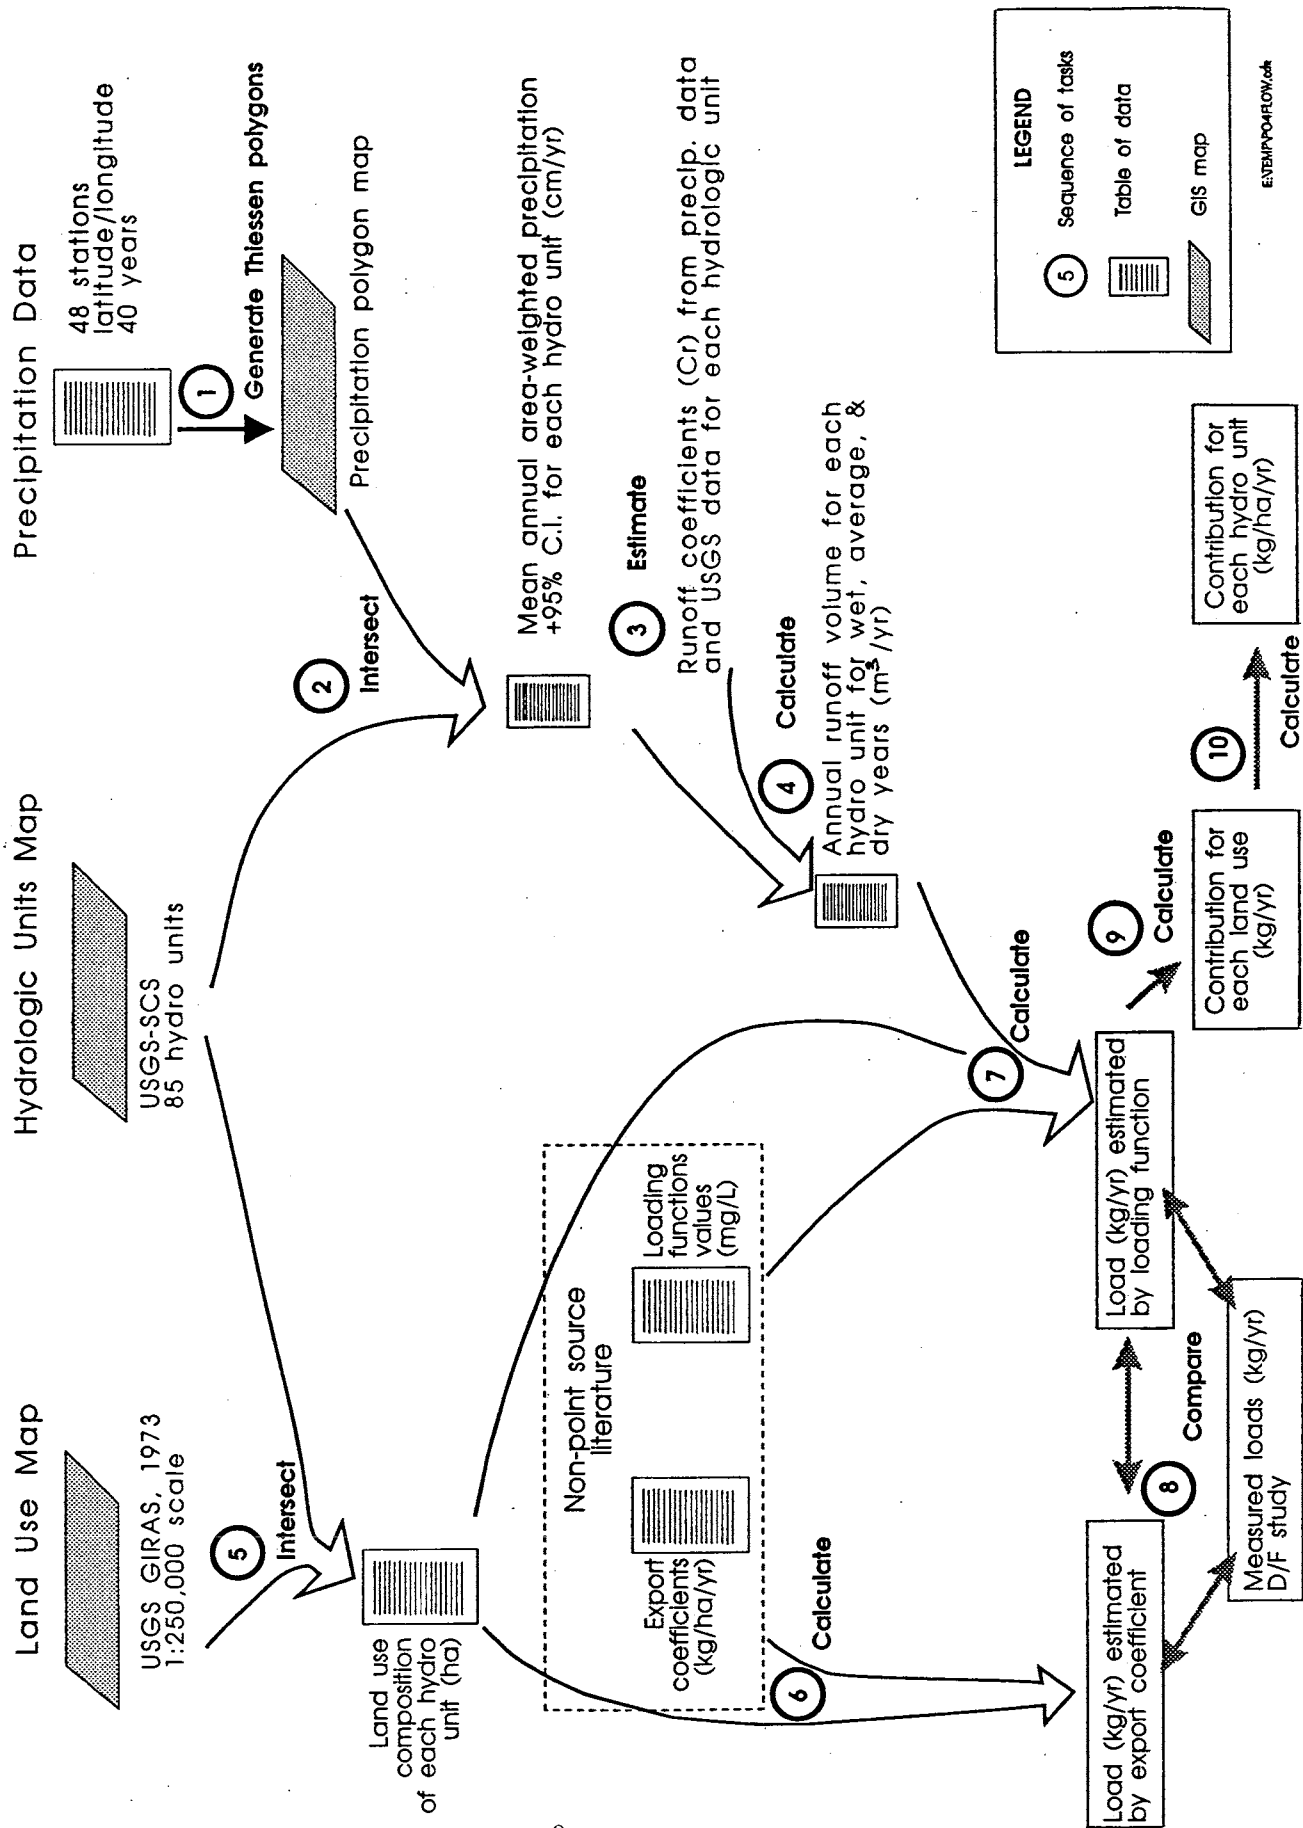 Land Use Map
USGS GIRAS, 1973
1:250,000 scale
5
Intersect
Land use
composition
of each hydro
unit (ha)
Hydrologic Units Map
USGS-SCS
85 hydro units
Precipitation Data
48 stations
latitude/longitude
40 years
1
Generate Thiessen polygons
Precipitation polygon map
2
Intersect
Mean annual area-weighted precipitation
+95% C.I. for each hydro unit (cm/yr)
3
Estimate
Runoff coefficients (Cr) from precip. data
and USGS data for each hydrologic unit
4
Calculate
Annual runoff volume for each
hydro unit for wet, average, &
dry years (m³/yr)
Non-point source
literature
Export
coefficients
(kg/ha/yr)
Loading
functions
values
(mg/L)
6
Calculate
7
Calculate
Load (kg/yr) estimated
by export coefficient
Load (kg/yr) estimated
by loading function
8
Compare
Measured loads (kg/yr)
D/F study
9
Calculate
Contribution for
each land use
(kg/yr)
10
Calculate
Contribution for
each hydro unit
(kg/ha/yr)
LEGEND
5
Sequence of tasks
Table of data
GIS map
E:\TEMP\PO4FLOW.cdr